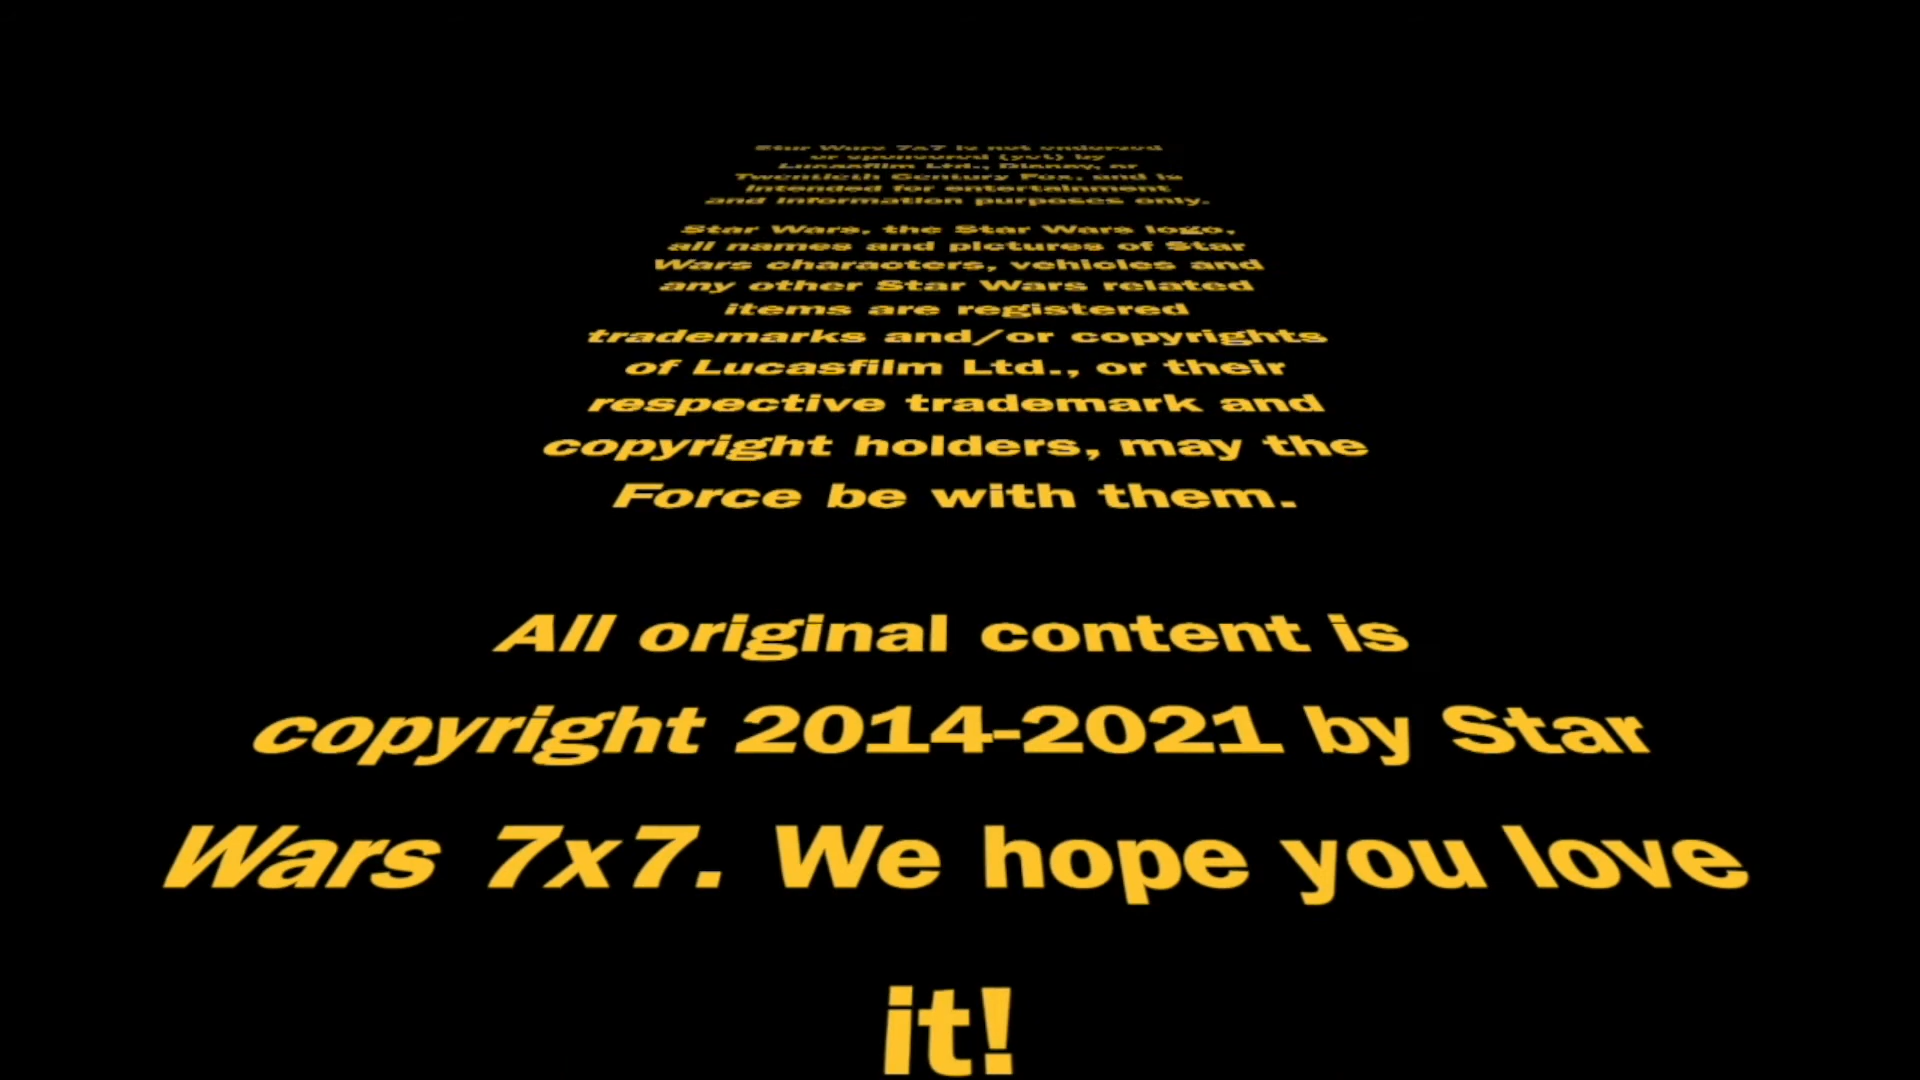 Star Wars 7x7 is not endorsed
or sponsored (yet) by
Lucasfilm Ltd., Disney, or
Twentieth Century Fox, and is
intended for entertainment
and information purposes only.
Star Wars, the Star Wars logo,
all names and pictures of Star
Wars characters, vehicles and
any other Star Wars related
items are registered
trademarks and/or copyrights
of Lucasfilm Ltd., or their
respective trademark and
copyright holders, may the
Force be with them.
All original content is
copyright 2014-2021 by Star
Wars 7x7. We hope you love
it!